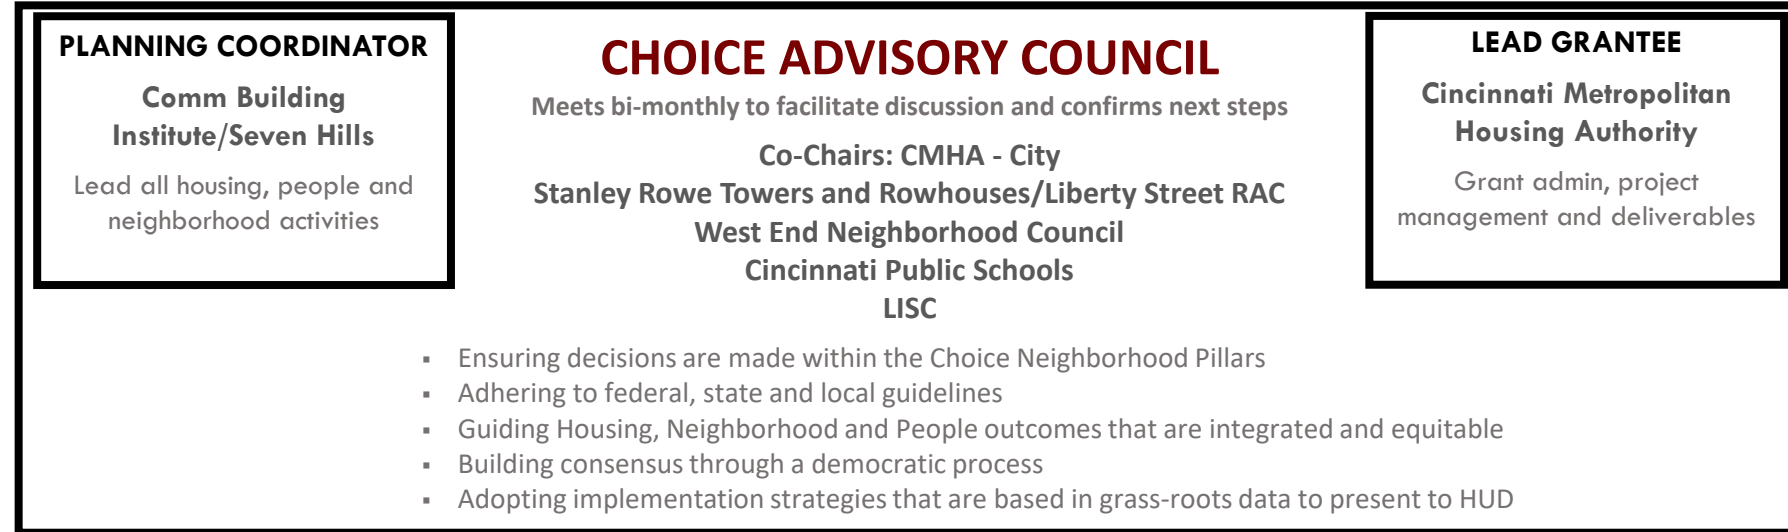 PLANNING COORDINATOR
Comm Building
Institute/Seven Hills
Lead all housing, people and
neighborhood activities
CHOICE ADVISORY COUNCIL
Meets bi-monthly to facilitate discussion and confirms next steps
Co-Chairs: CMHA - City
Stanley Rowe Towers and Rowhouses/Liberty Street RAC
West End Neighborhood Council
Cincinnati Public Schools
LISC
LEAD GRANTEE
Cincinnati Metropolitan
Housing Authority
Grant admin, project
management and deliverables
▪ Ensuring decisions are made within the Choice Neighborhood Pillars
▪ Adhering to federal, state and local guidelines
▪ Guiding Housing, Neighborhood and People outcomes that are integrated and equitable
▪ Building consensus through a democratic process
▪ Adopting implementation strategies that are based in grass-roots data to present to HUD